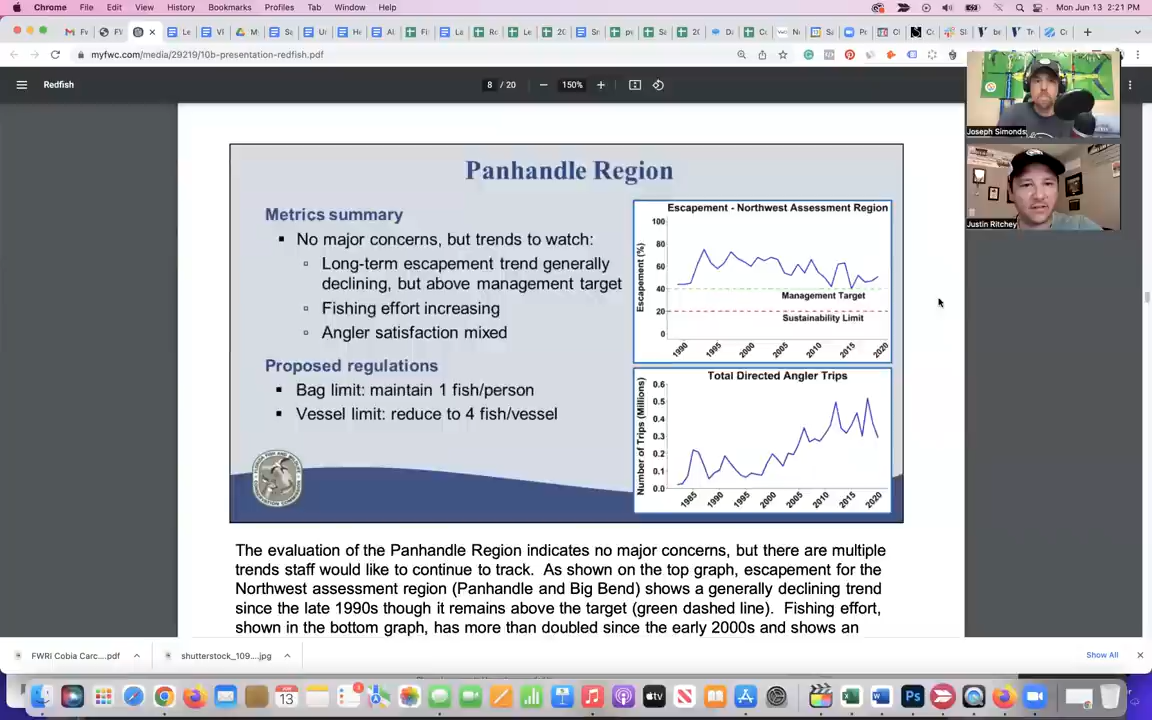 Chrome File Edit View History Bookmarks Profiles Tab Window Help Mon Jun 13 2:21 PM
myfwc.com/media/29219/10b-presentation-redfish.pdf
Redfish 8 / 20 150%
Joseph Simonds
Justin Ritchey
Panhandle Region
Metrics summary
No major concerns, but trends to watch:
Long-term escapement trend generally
declining, but above management target
Fishing effort increasing
Angler satisfaction mixed
Proposed regulations
Bag limit: maintain 1 fish/person
Vessel limit: reduce to 4 fish/vessel
Escapement - Northwest Assessment Region
Escapement (%)
100
80
60
40
20
0
Management Target
Sustainability Limit
1990 1995 2000 2005 2010 2015 2020
Total Directed Angler Trips
Number of Trips (Millions)
0.6
0.5
0.4
0.3
0.2
0.1
0.0
1985 1990 1995 2000 2005 2010 2015 2020
The evaluation of the Panhandle Region indicates no major concerns, but there are multiple
trends staff would like to continue to track. As shown on the top graph, escapement for the
Northwest assessment region (Panhandle and Big Bend) shows a generally declining trend
since the late 1990s though it remains above the target (green dashed line). Fishing effort,
shown in the bottom graph, has more than doubled since the early 2000s and shows an
FWRI Cobia Carc....pdf shutterstock_109....jpg Show All